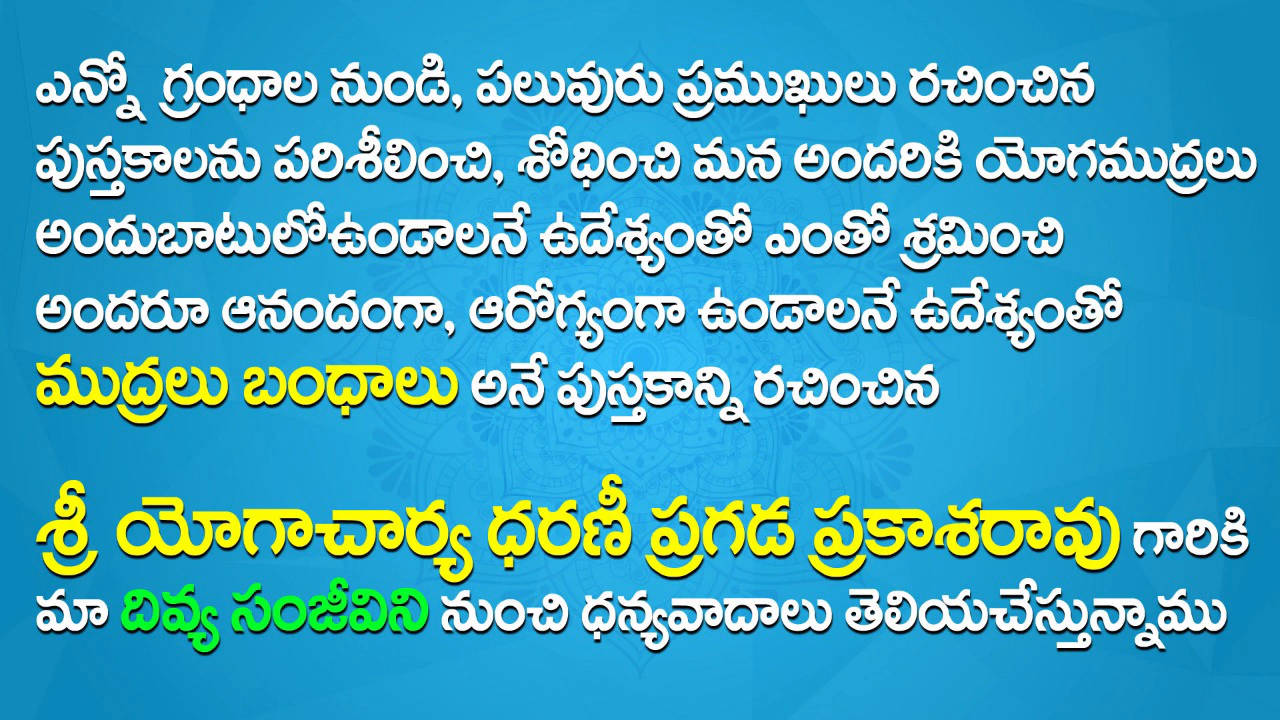 ఎన్నో గ్రంధాల నుండి, పలువురు ప్రముఖులు రచించిన
పుస్తకాలను పరిశీలించి, శోధించి మన అందరికి యోగముద్రలు
అందుబాటులోఉండాలనే ఉదేశ్యంతో ఎంతో శ్రమించి
అందరూ ఆనందంగా, ఆరోగ్యంగా ఉండాలనే ఉదేశ్యంతో
ముద్రలు బంధాలు అనే పుస్తకాన్ని రచించిన
శ్రీ యోగాచార్య ధరణీ ప్రగడ ప్రకాశరావు గారికి
మా దివ్య సంజీవిని నుంచి ధన్యవాదాలు తెలియచేస్తున్నాము